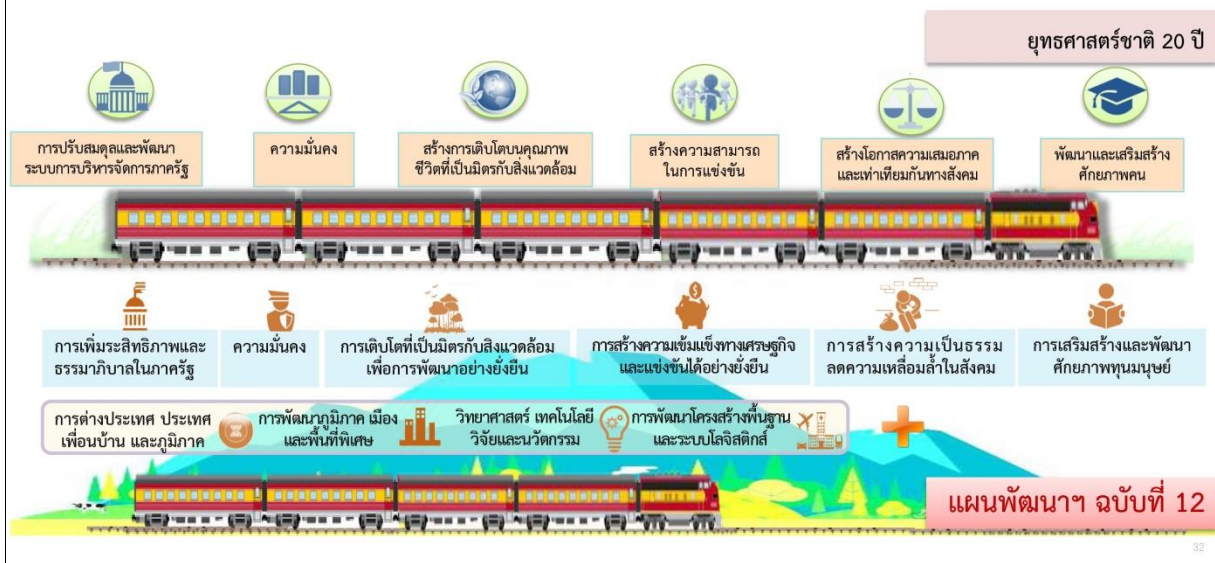 ยุทธศาสตร์ชาติ 20 ปี
การปรับสมดุลและพัฒนา
ระบบการบริหารจัดการภาครัฐ
ความมั่นคง
สร้างการเติบโตบนคุณภาพ
ชีวิตที่เป็นมิตรกับสิ่งแวดล้อม
สร้างความสามารถ
ในการแข่งขัน
สร้างโอกาสความเสมอภาค
และเท่าเทียมกันทางสังคม
พัฒนาและเสริมสร้าง
ศักยภาพคน
การเพิ่มระสิทธิภาพและ
ธรรมาภิบาลในภาครัฐ
ความมั่นคง
การเติบโตที่เป็นมิตรกับสิ่งแวดล้อม
เพื่อการพัฒนาอย่างยั่งยืน
การสร้างความเข้มแข็งทางเศรษฐกิจ
และแข่งขันได้อย่างยั่งยืน
การสร้างความเป็นธรรม
ลดความเหลื่อมล้ำในสังคม
การเสริมสร้างและพัฒนา
ศักยภาพทุนมนุษย์
การต่างประเทศ ประเทศ
เพื่อนบ้าน และภูมิภาค
การพัฒนาภูมิภาค เมือง
และพื้นที่พิเศษ
วิทยาศาสตร์ เทคโนโลยี
วิจัยและนวัตกรรม
การพัฒนาโครงสร้างพื้นฐาน
และระบบโลจิสติกส์
แผนพัฒนาฯ ฉบับที่ 12
32